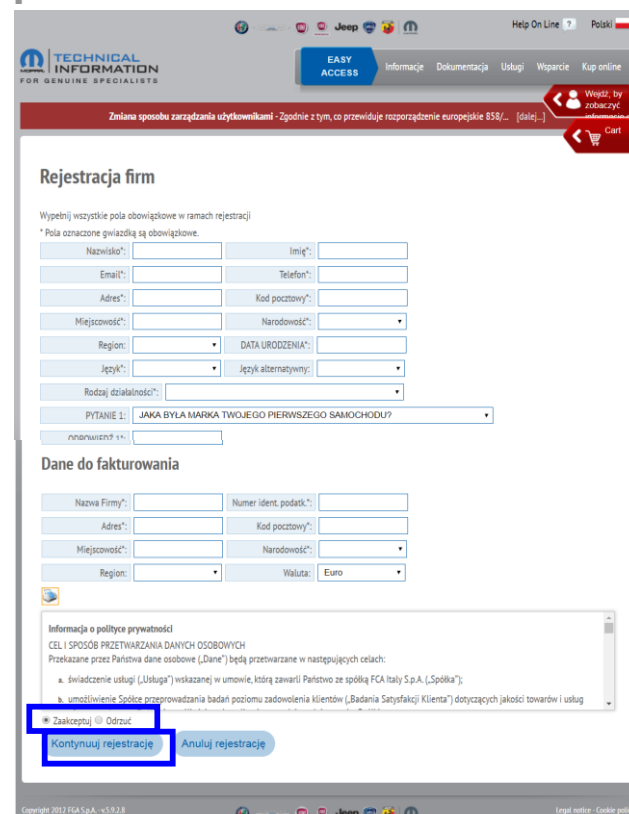 Jeep
Help On Line ?
Polski
TECHNICAL
INFORMATION
MOPAR
FOR GENUINE SPECIALISTS
EASY
ACCESS
Informacje Dokumentacja Usługi Wsparcie Kup online
Wejdź, by
zobaczyć
Zmiana sposobu zarządzania użytkownikami - Zgodnie z tym, co przewiduje rozporządzenie europejskie 858/... [dalej...]
Cart
Rejestracja firm
Wypełnij wszystkie pola obowiązkowe w ramach rejestracji
* Pola oznaczone gwiazdką są obowiązkowe.
Nazwisko*: Imię*:
Email*: Telefon*:
Adres*: Kod pocztowy*:
Miejscowość*: Narodowość*:
Region: DATA URODZENIA*:
Język*: Język alternatywny:
Rodzaj działalności*:
PYTANIE 1: JAKA BYŁA MARKA TWOJEGO PIERWSZEGO SAMOCHODU?
ODPOWIEDŹ 1*:
Dane do fakturowania
Nazwa Firmy*: Numer ident. podatk.*:
Adres*: Kod pocztowy*:
Miejscowość*: Narodowość*:
Region: Waluta: Euro
Informacja o polityce prywatności
CEL I SPOSÓB PRZETWARZANIA DANYCH OSOBOWYCH
Przekazane przez Państwa dane osobowe („Dane") będą przetwarzane w następujących celach:
a. świadczenie usługi („Usługa") wskazanej w umowie, którą zawarli Państwo ze spółką FCA Italy S.p.A. („Spółka");
b. umożliwienie Spółce przeprowadzania badań poziomu zadowolenia klientów („Badania Satysfakcji Klienta") dotyczących jakości towarów i usług
Zaakceptuj Odrzuć
Kontynuuj rejestrację Anuluj rejestrację
Copyright 2012 FGA S.p.A. - v.5.9.2.8
Jeep
Legal notice - Cookie poli